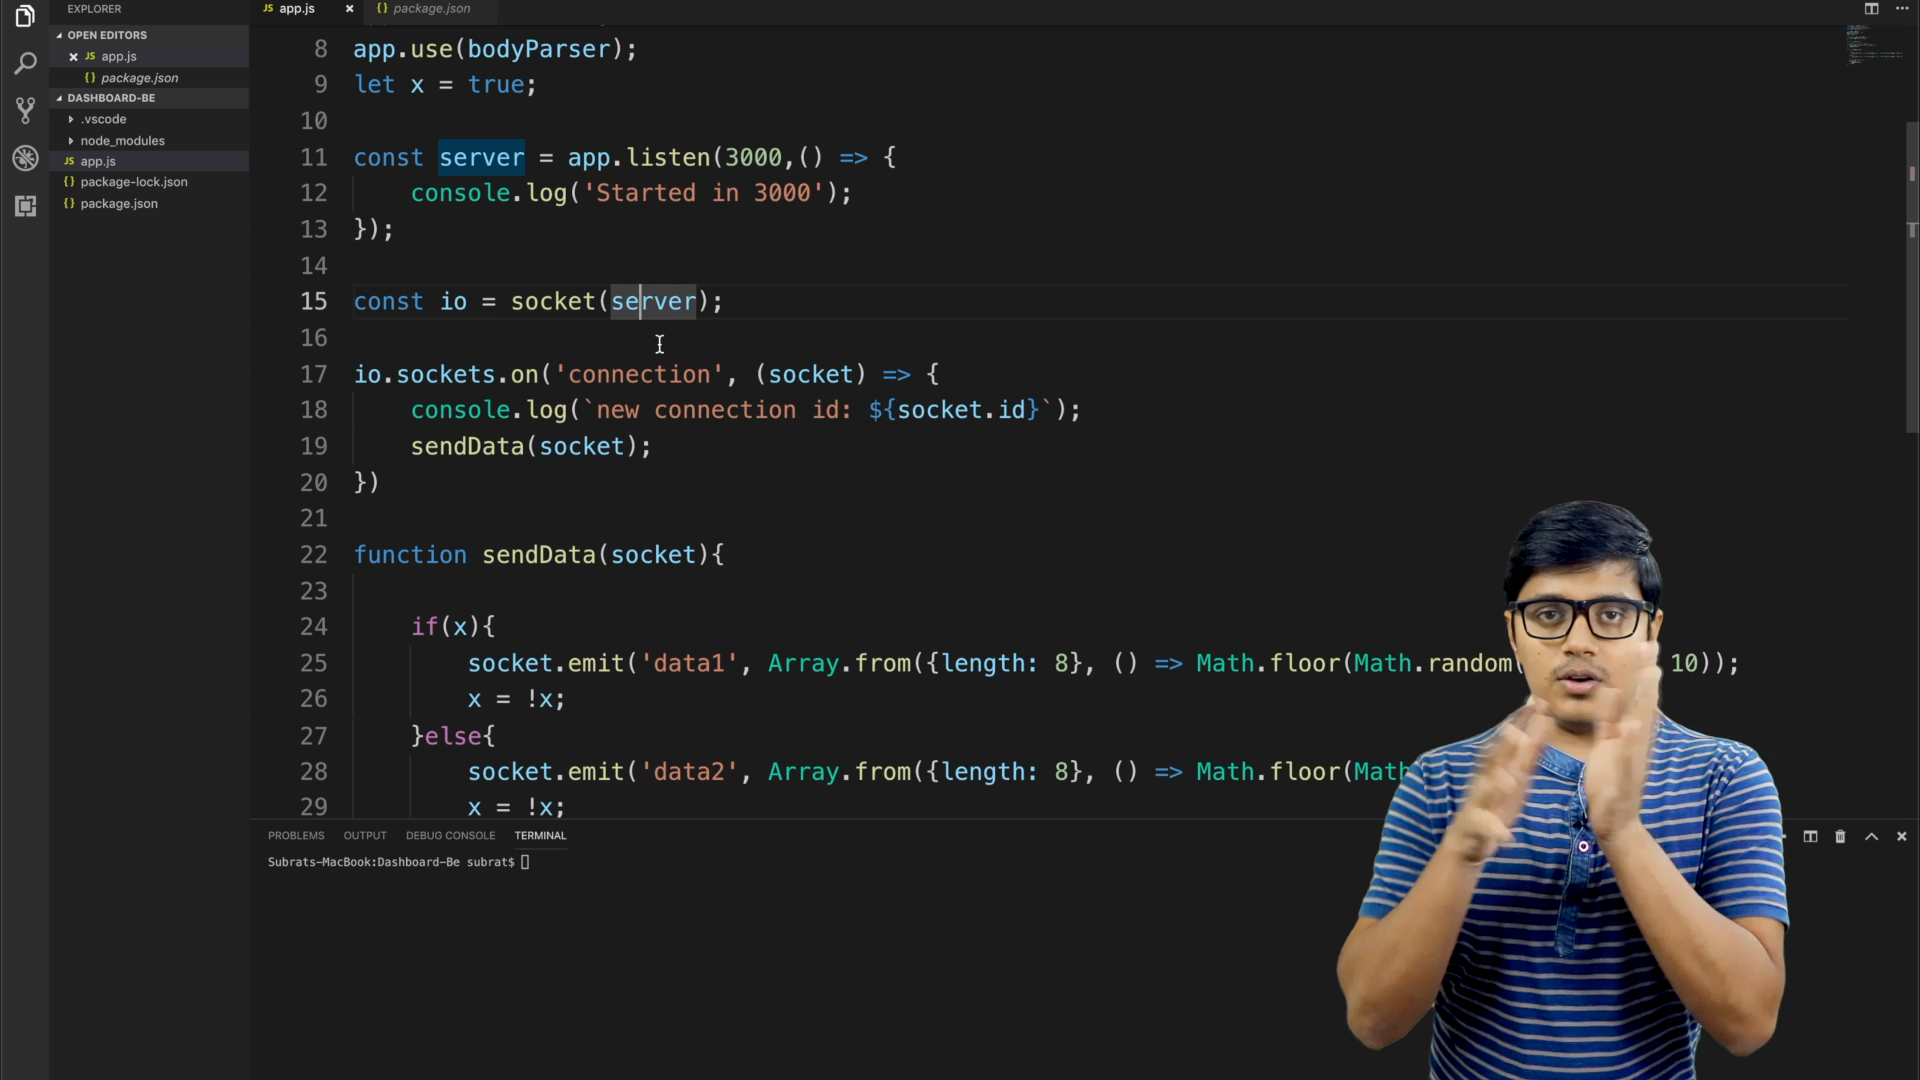 EXPLORER
OPEN EDITORS
JS app.js
{} package.json
DASHBOARD-BE
.vscode
node_modules
JS app.js
{} package-lock.json
{} package.json
JS app.js
{} package.json
8 app.use(bodyParser);
9 let x = true;
10
11 const server = app.listen(3000,() => {
12 console.log('Started in 3000');
13 });
14
15 const io = socket(server);
16
17 io.sockets.on('connection', (socket) => {
18 console.log(`new connection id: ${socket.id}`);
19 sendData(socket);
20 })
21
22 function sendData(socket){
23
24 if(x){
25 socket.emit('data1', Array.from({length: 8}, () => Math.floor(Math.random( 10));
26 x = !x;
27 }else{
28 socket.emit('data2', Array.from({length: 8}, () => Math.floor(Math
29 x = !x;
PROBLEMS OUTPUT DEBUG CONSOLE TERMINAL
Subrats-MacBook:Dashboard-Be subrat$